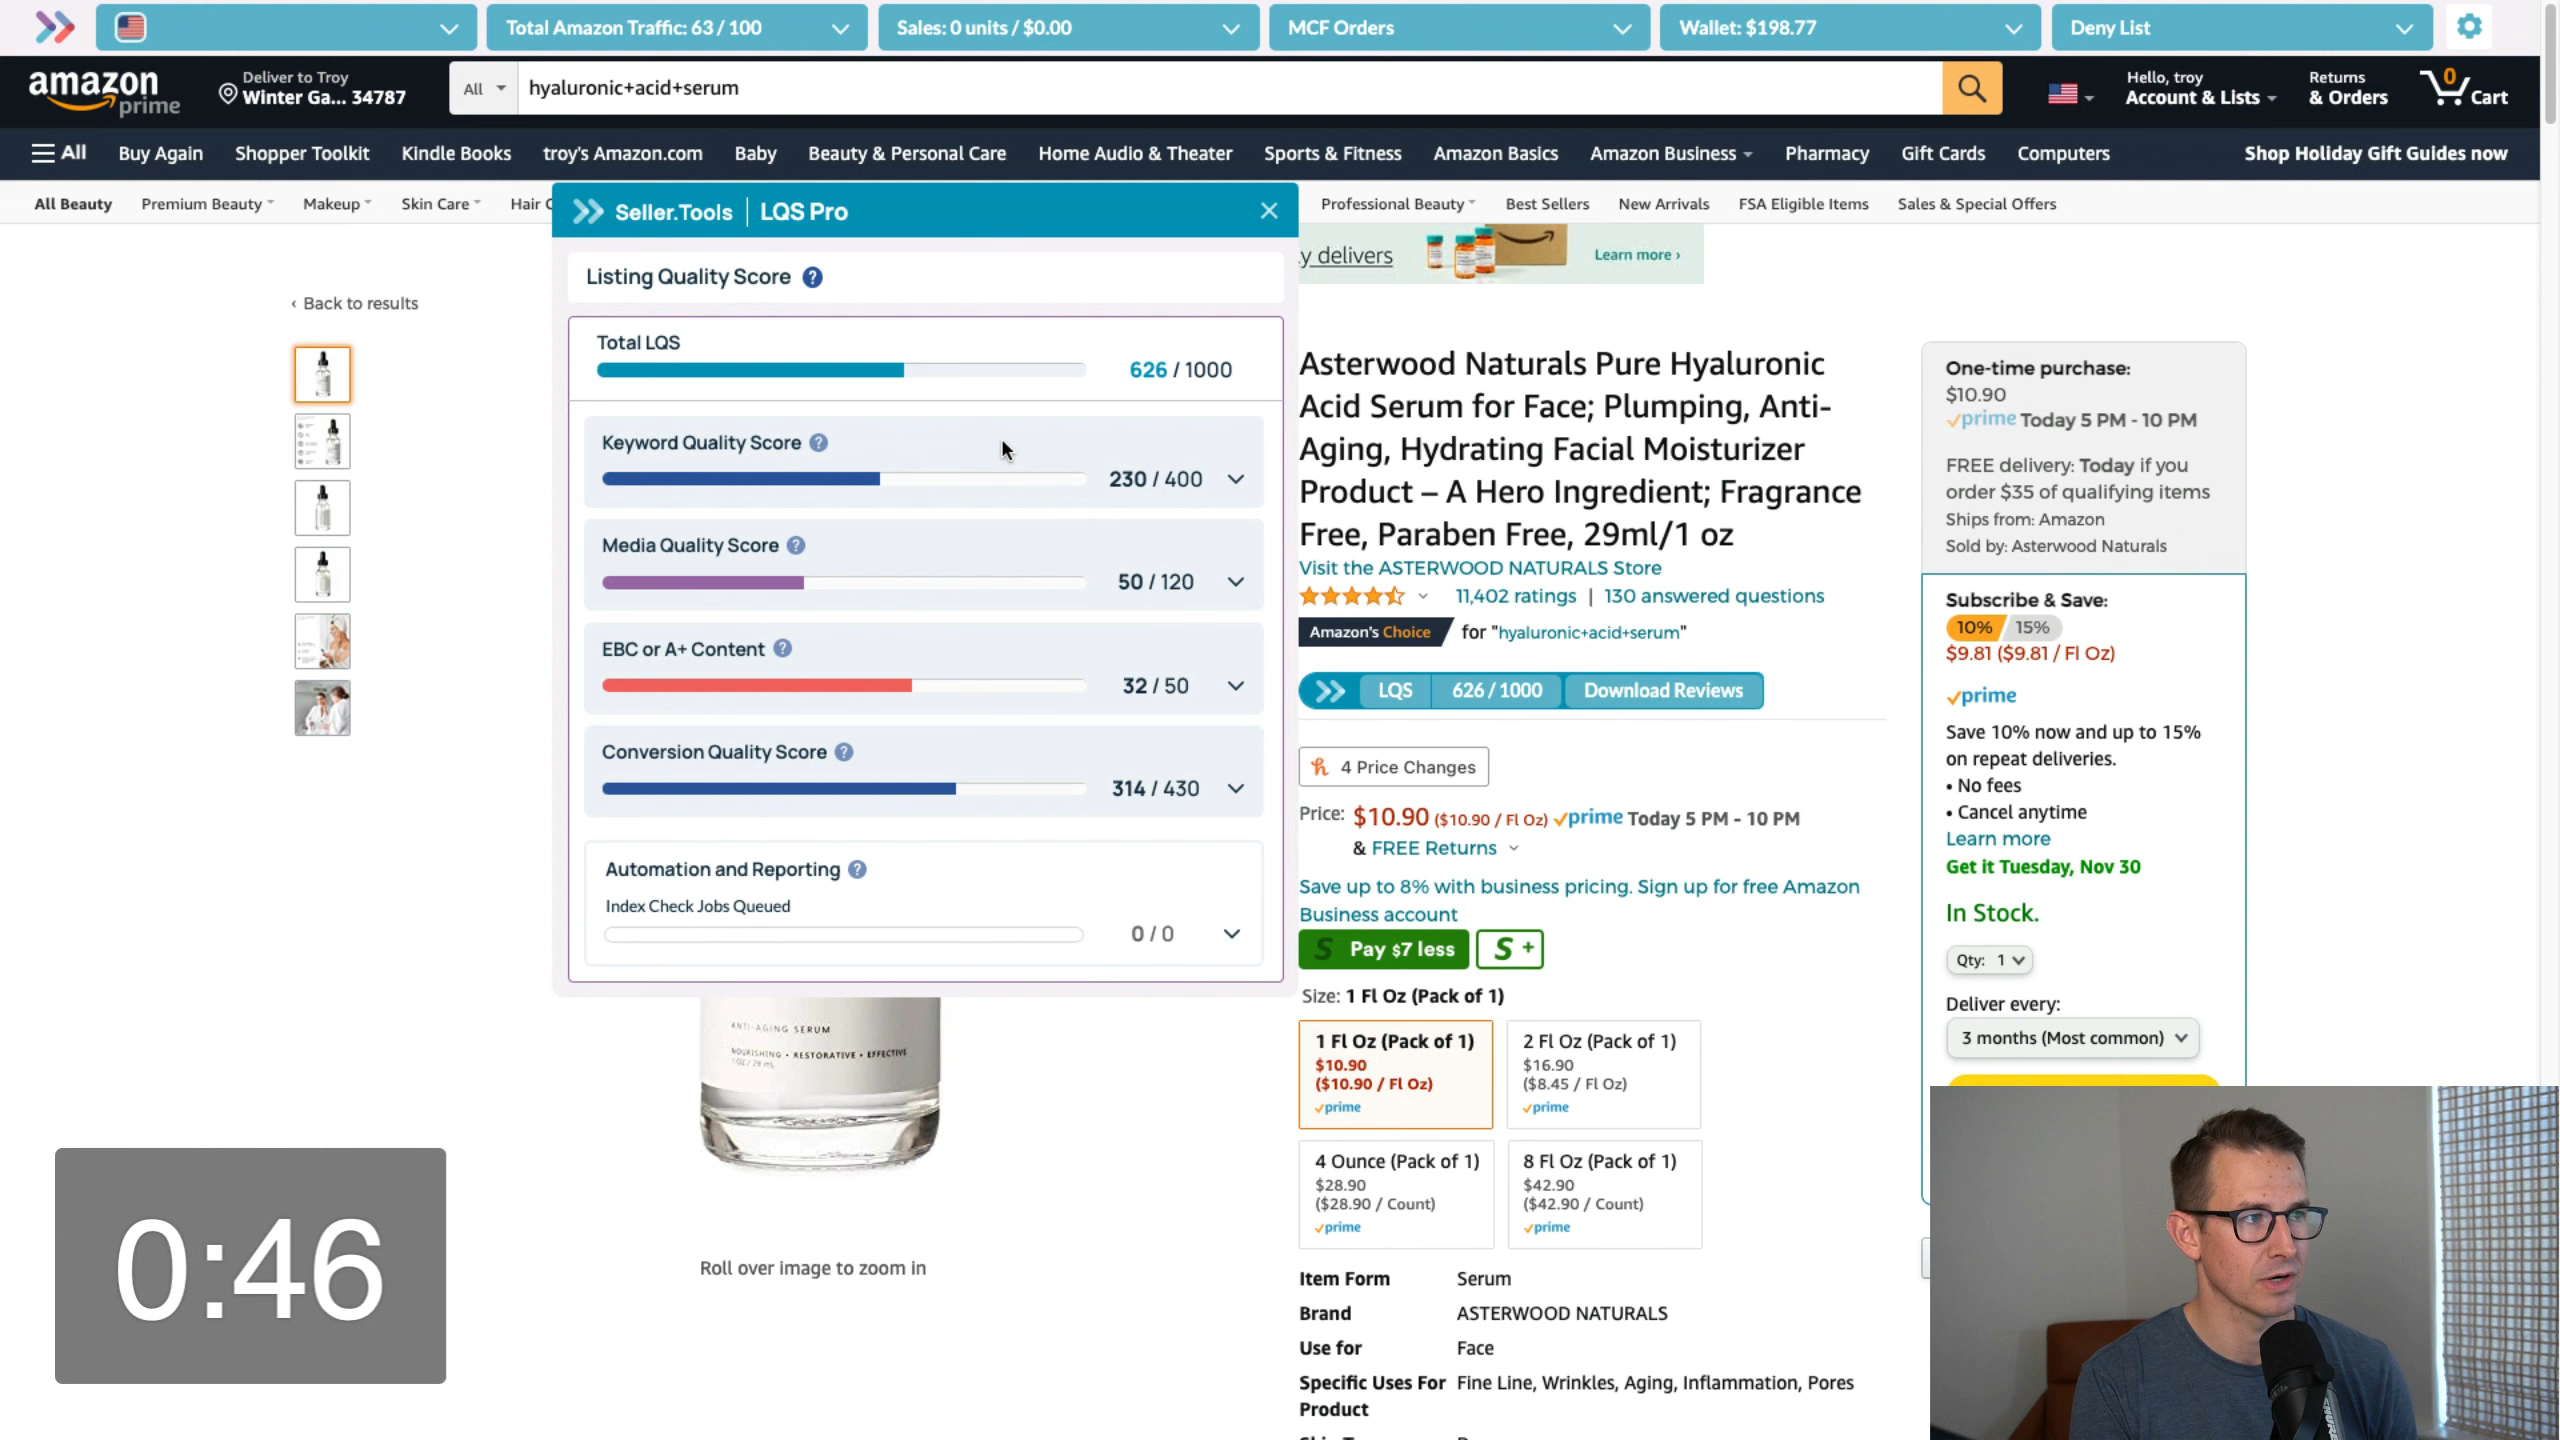 Total Amazon Traffic: 63 / 100
Sales: 0 units / $0.00
MCF Orders
Wallet: $198.77
Deny List
amazon
prime
Deliver to Troy
Winter Ga... 34787
All
hyaluronic+acid+serum
Hello, troy
Account & Lists
Returns
& Orders
0
Cart
All
Buy Again
Shopper Toolkit
Kindle Books
troy's Amazon.com
Baby
Beauty & Personal Care
Home Audio & Theater
Sports & Fitness
Amazon Basics
Amazon Business
Pharmacy
Gift Cards
Computers
Shop Holiday Gift Guides now
All Beauty
Premium Beauty
Makeup
Skin Care
Hair C
Professional Beauty
Best Sellers
New Arrivals
FSA Eligible Items
Sales & Special Offers
y delivers
Learn more ›
‹ Back to results
Seller.Tools | LQS Pro
Listing Quality Score ?
Total LQS
626 / 1000
Keyword Quality Score ?
230 / 400
Media Quality Score ?
50 / 120
EBC or A+ Content ?
32 / 50
Conversion Quality Score ?
314 / 430
Automation and Reporting ?
Index Check Jobs Queued
0 / 0
ANTI-AGING SERUM
NOURISHING • RESTORATIVE • EFFECTIVE
1 OZ / 29 mL
Roll over image to zoom in
0:46
Asterwood Naturals Pure Hyaluronic
Acid Serum for Face; Plumping, Anti-
Aging, Hydrating Facial Moisturizer
Product – A Hero Ingredient; Fragrance
Free, Paraben Free, 29ml/1 oz
Visit the ASTERWOOD NATURALS Store
11,402 ratings | 130 answered questions
Amazon's Choice for "hyaluronic+acid+serum"
LQS
626 / 1000
Download Reviews
4 Price Changes
Price: $10.90 ($10.90 / Fl Oz) prime Today 5 PM - 10 PM
& FREE Returns
Save up to 8% with business pricing. Sign up for free Amazon
Business account
S Pay $7 less
S +
Size: 1 Fl Oz (Pack of 1)
1 Fl Oz (Pack of 1)
$10.90
($10.90 / Fl Oz)
prime
2 Fl Oz (Pack of 1)
$16.90
($8.45 / Fl Oz)
prime
4 Ounce (Pack of 1)
$28.90
($28.90 / Count)
prime
8 Fl Oz (Pack of 1)
$42.90
($42.90 / Count)
prime
Item Form Serum
Brand ASTERWOOD NATURALS
Use for Face
Specific Uses For Fine Line, Wrinkles, Aging, Inflammation, Pores
Product
One-time purchase:
$10.90
prime Today 5 PM - 10 PM
FREE delivery: Today if you
order $35 of qualifying items
Ships from: Amazon
Sold by: Asterwood Naturals
Subscribe & Save:
10% 15%
$9.81 ($9.81 / Fl Oz)
prime
Save 10% now and up to 15%
on repeat deliveries.
• No fees
• Cancel anytime
Learn more
Get it Tuesday, Nov 30
In Stock.
Qty: 1
Deliver every:
3 months (Most common)